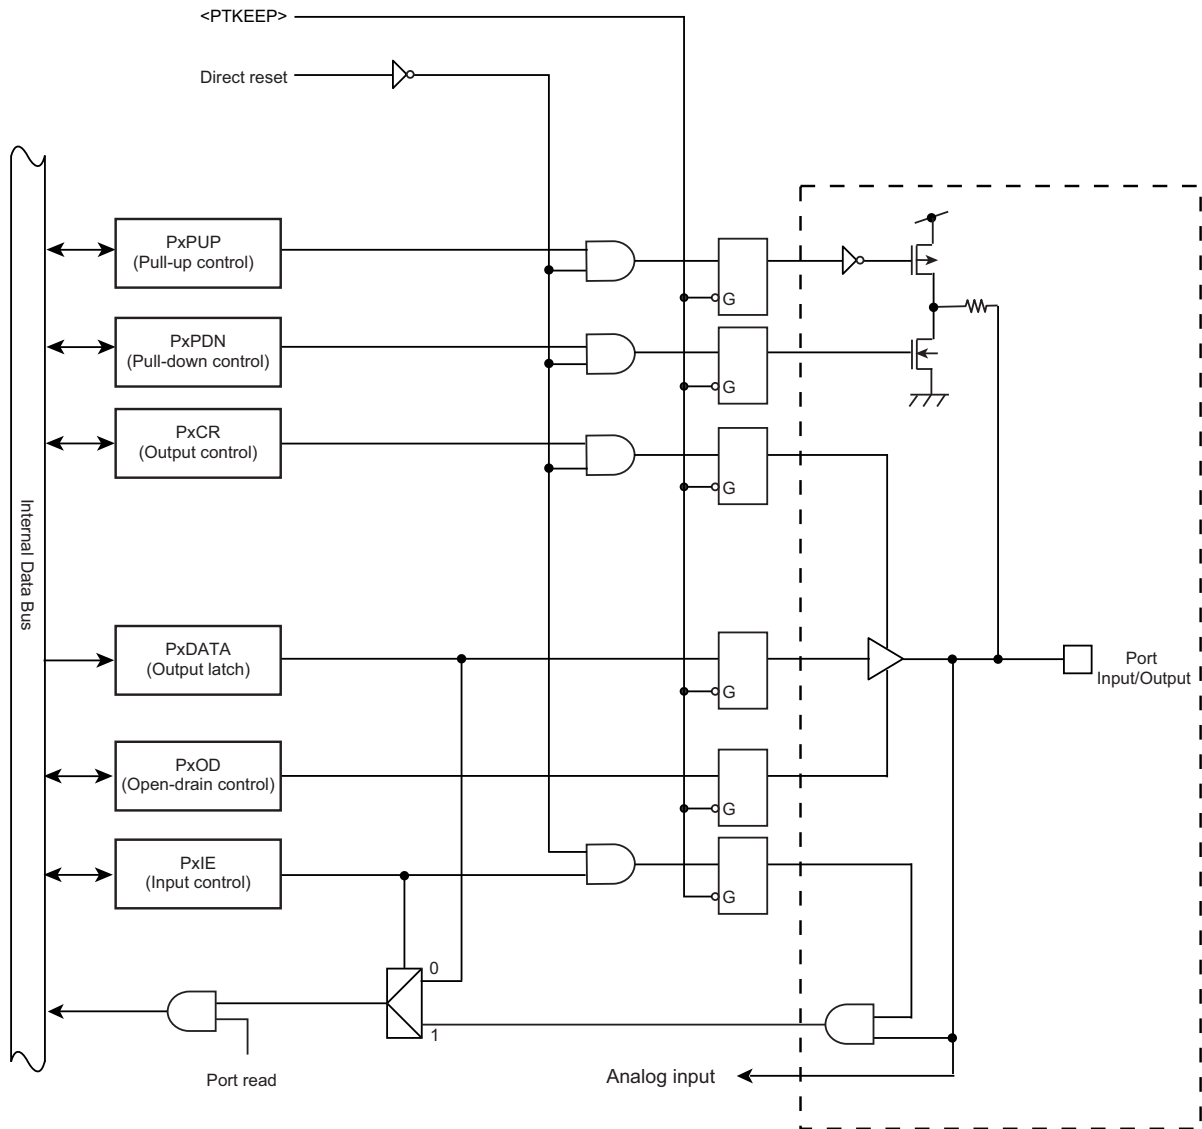 <PTKEEP>
Direct reset
PxPUP
(Pull-up control)
G
PxPDN
(Pull-down control)
G
PxCR
(Output control)
G
Internal Data Bus
PxDATA
(Output latch)
G
Port
Input/Output
PxOD
(Open-drain control)
G
PxIE
(Input control)
G
0
1
Port read
Analog input